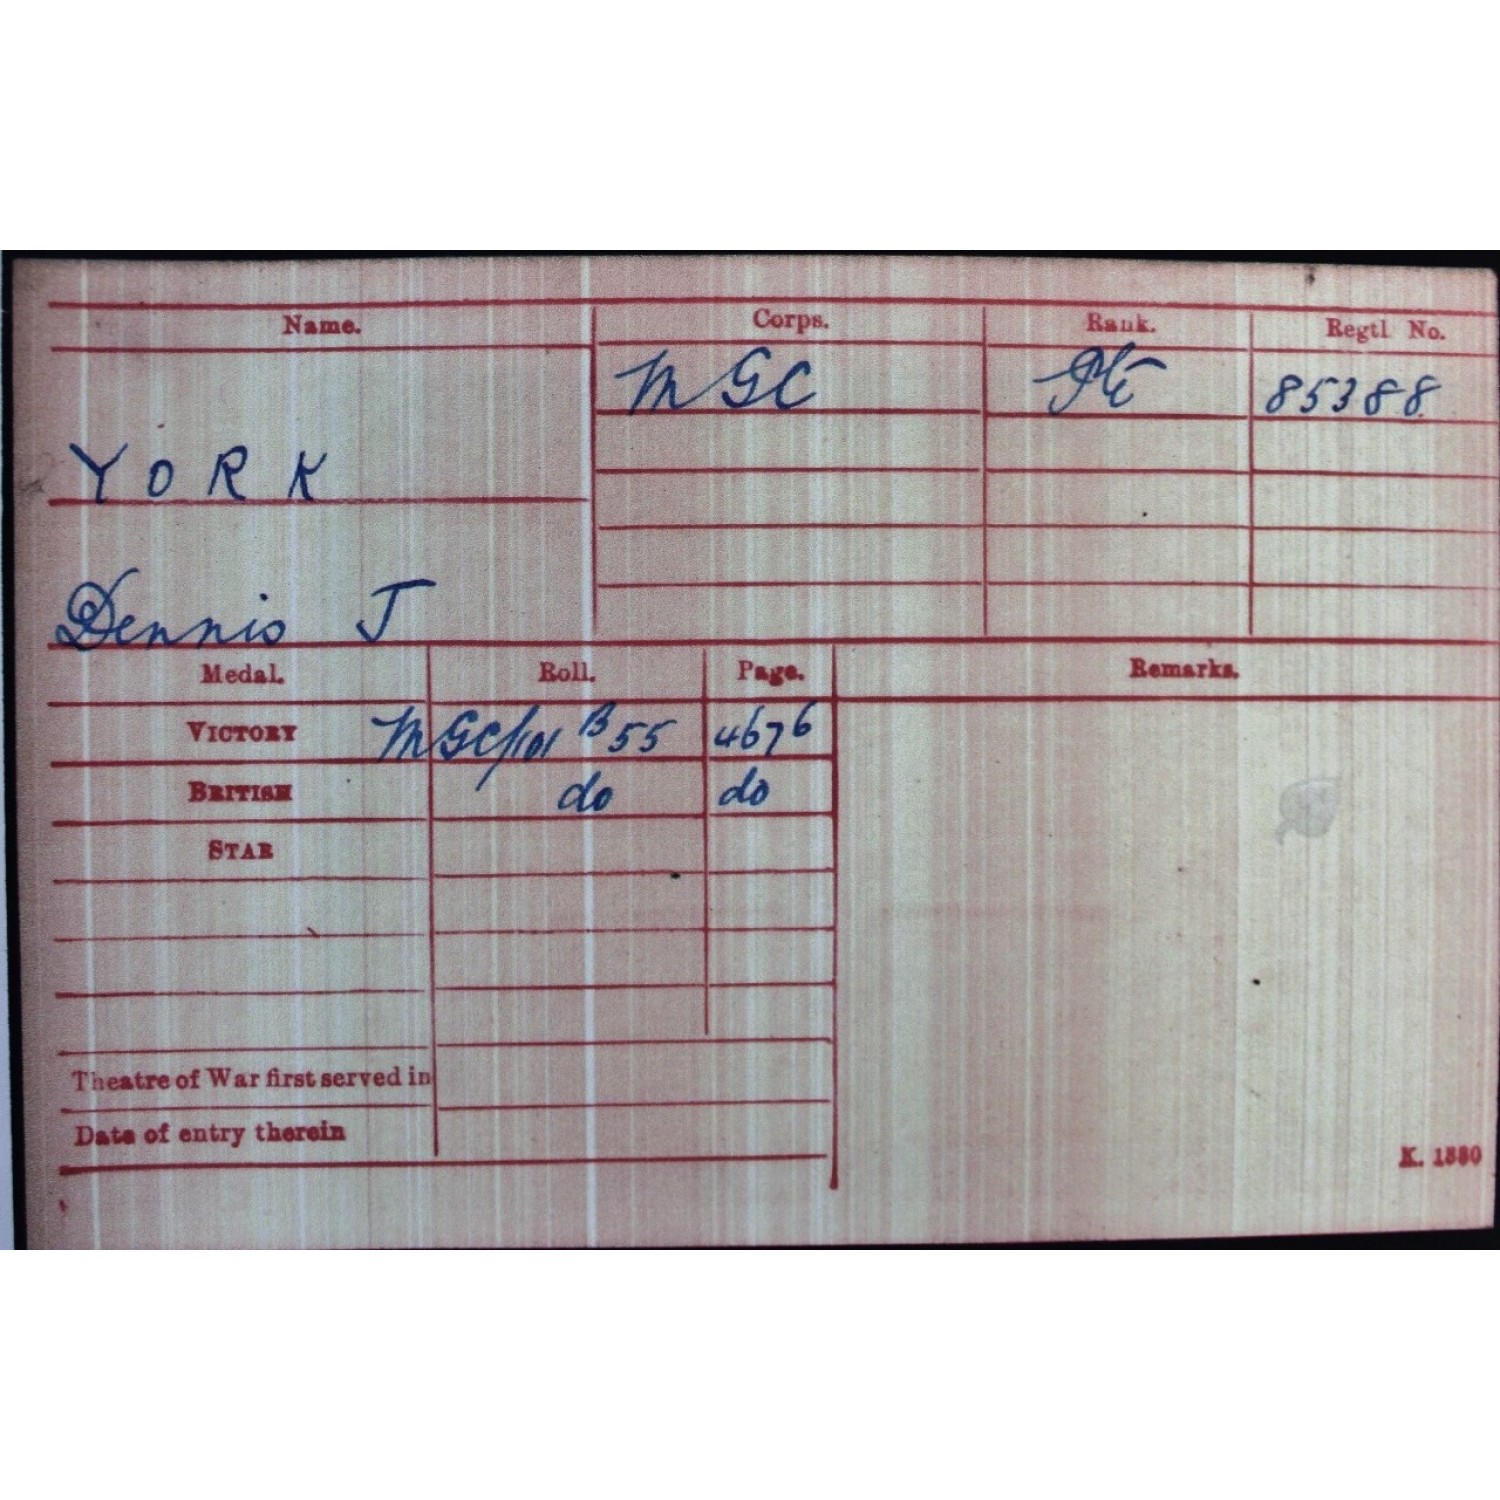 Name. Corps. Rank. Regtl. No.
MGC Pte 85388
YORK
Dennis J
Medal. Roll. Page. Remarks.
VICTORY MGC/101 B55 4676
BRITISH do do
STAR
Theatre of War first served in
Date of entry therein
K. 1380